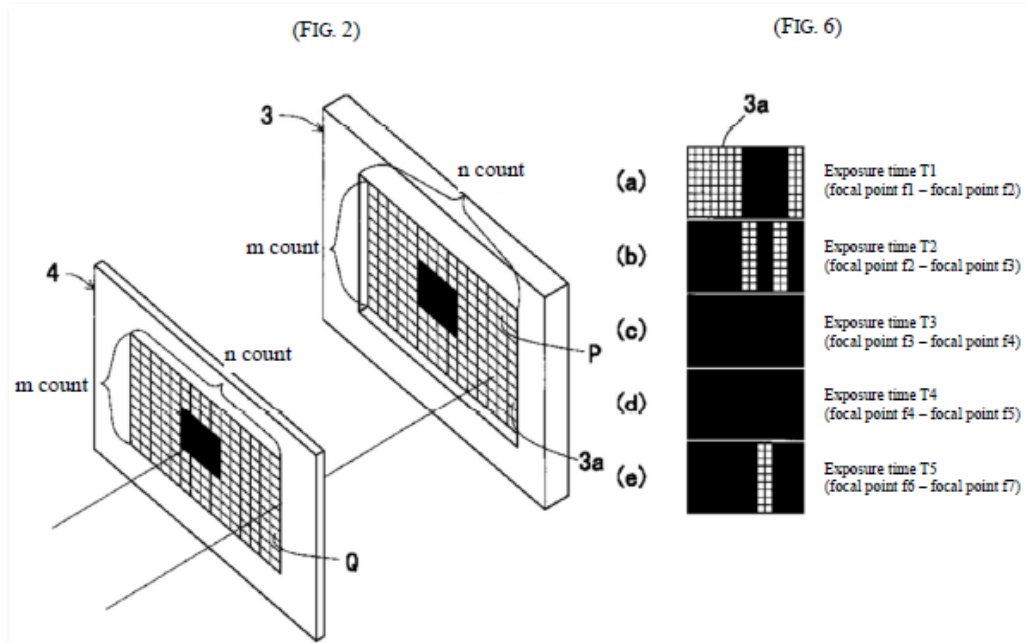 (FIG. 2)
(FIG. 6)
3
n count
m count
4
n count
m count
P
3a
Q
3a
(a)
Exposure time T1
(focal point f1 – focal point f2)
(b)
Exposure time T2
(focal point f2 – focal point f3)
(c)
Exposure time T3
(focal point f3 – focal point f4)
(d)
Exposure time T4
(focal point f4 – focal point f5)
(e)
Exposure time T5
(focal point f6 – focal point f7)